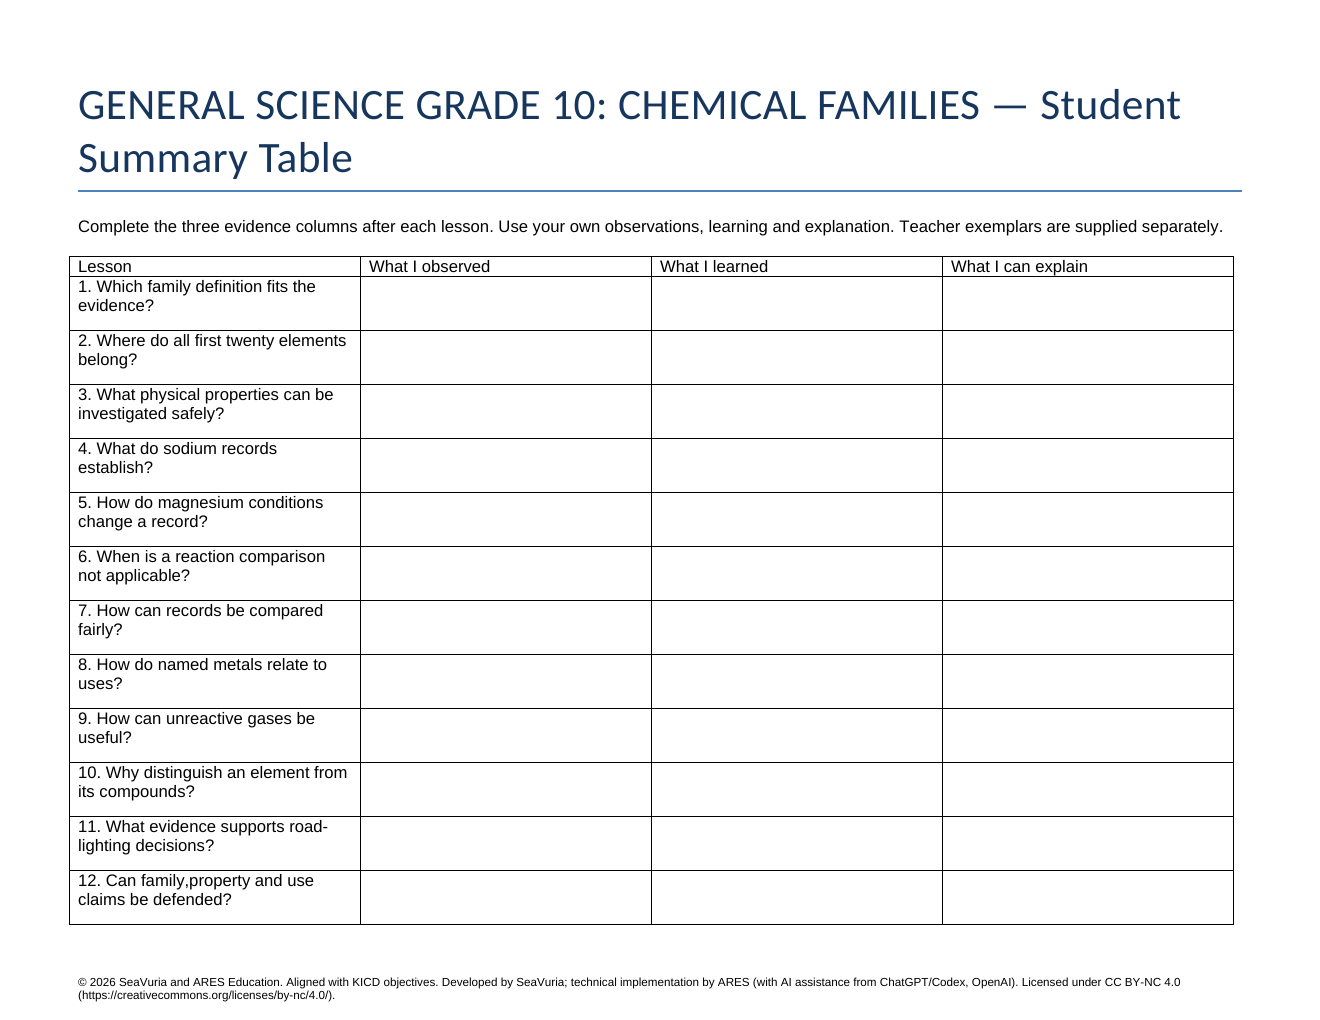 GENERAL SCIENCE GRADE 10: CHEMICAL FAMILIES — Student
Summary Table
Complete the three evidence columns after each lesson. Use your own observations, learning and explanation. Teacher exemplars are supplied separately.
Lesson What I observed What I learned What I can explain
1. Which family definition fits the
evidence?
2. Where do all first twenty elements
belong?
3. What physical properties can be
investigated safely?
4. What do sodium records
establish?
5. How do magnesium conditions
change a record?
6. When is a reaction comparison
not applicable?
7. How can records be compared
fairly?
8. How do named metals relate to
uses?
9. How can unreactive gases be
useful?
10. Why distinguish an element from
its compounds?
11. What evidence supports road-
lighting decisions?
12. Can family,property and use
claims be defended?
© 2026 SeaVuria and ARES Education. Aligned with KICD objectives. Developed by SeaVuria; technical implementation by ARES (with AI assistance from ChatGPT/Codex, OpenAI). Licensed under CC BY-NC 4.0
(https://creativecommons.org/licenses/by-nc/4.0/).